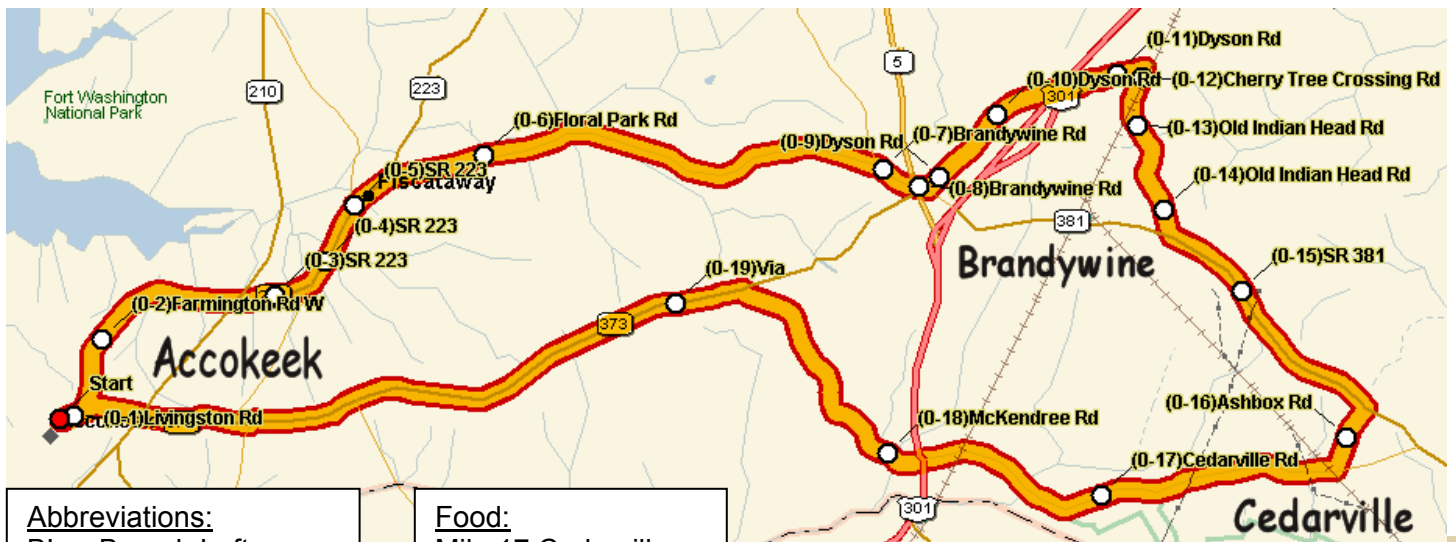 (0-11)Dyson Rd
5
210
223
Fort Washington
National Park
(0-10)Dyson Rd
(0-12)Cherry Tree Crossing Rd
301
(0-6)Floral Park Rd
(0-13)Old Indian Head Rd
(0-9)Dyson Rd
(0-7)Brandywine Rd
(0-5)SR 223
Piscataway
(0-8)Brandywine Rd
(0-14)Old Indian Head Rd
(0-4)SR 223
381
(0-3)SR 223
(0-19)Via
Brandywine
(0-15)SR 381
(0-2)Farmington Rd W
373
Accokeek
Start
(0-1)Livingston Rd
(0-16)Ashbox Rd
(0-18)McKendree Rd
(0-17)Cedarville Rd
301
Cedarville
Abbreviations:
Food: